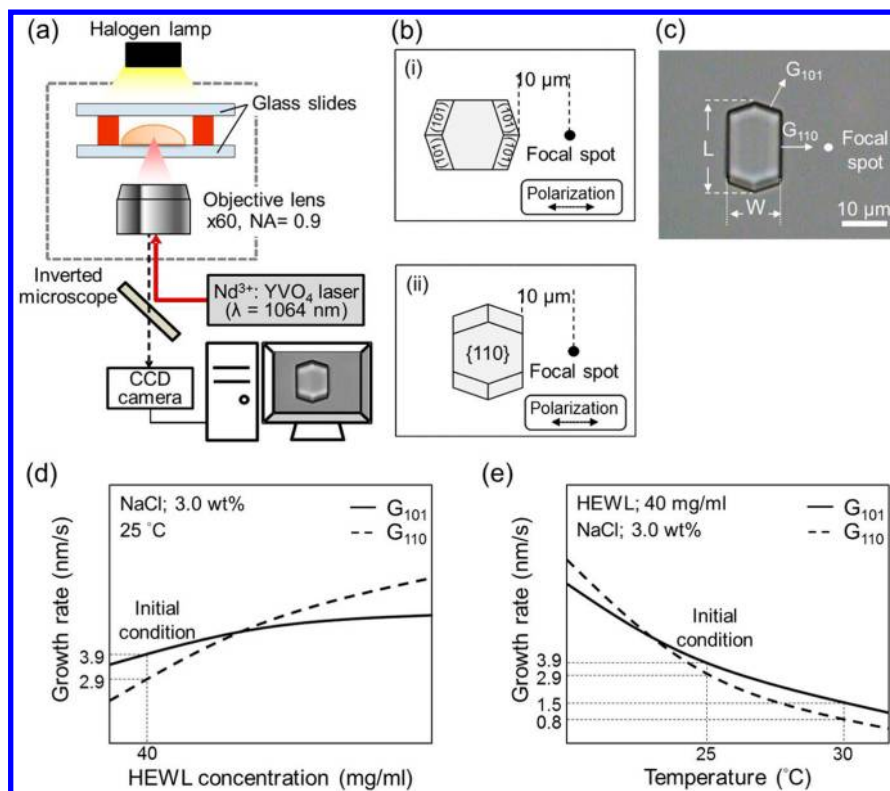 (a)
Halogen lamp
Glass slides
Objective lens
x60, NA= 0.9
Inverted
microscope
Nd³⁺: YVO₄ laser
(λ = 1064 nm)
CCD
camera
(b)
(i)
10 μm
(101)
(101)
(101)
(101)
Focal spot
Polarization
(ii)
10 μm
{110}
Focal spot
Polarization
(c)
G₁₀₁
G₁₁₀
L
Focal
spot
W
10 μm
(d)
NaCl; 3.0 wt%
25 °C
G₁₀₁
G₁₁₀
Initial
condition
3.9
2.9
40
Growth rate (nm/s)
HEWL concentration (mg/ml)
(e)
HEWL; 40 mg/ml
NaCl; 3.0 wt%
G₁₀₁
G₁₁₀
Initial
condition
3.9
2.9
1.5
0.8
25
30
Growth rate (nm/s)
Temperature (°C)